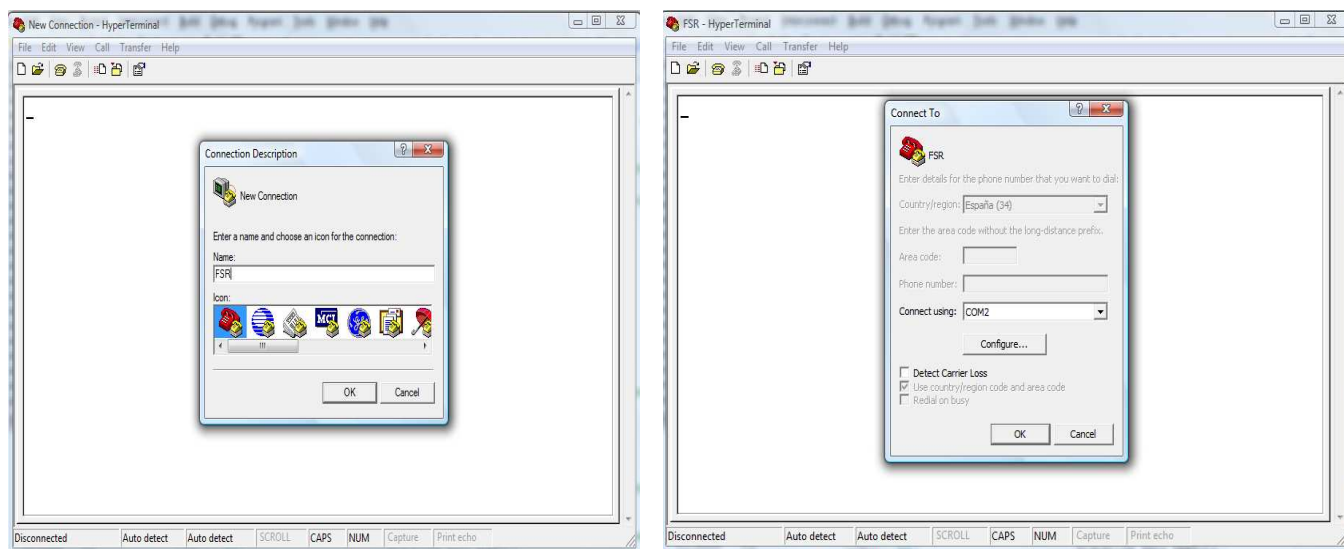 New Connection - HyperTerminal
File Edit View Call Transfer Help
Connection Description
New Connection
Enter a name and choose an icon for the connection:
Name:
FSR
Icon:
MCI
OK Cancel
Disconnected Auto detect Auto detect SCROLL CAPS NUM Capture Print echo
FSR - HyperTerminal
File Edit View Call Transfer Help
Connect To
FSR
Enter details for the phone number that you want to dial:
Country/region: España (34)
Enter the area code without the long-distance prefix.
Area code:
Phone number:
Connect using: COM2
Configure...
Detect Carrier Loss
Use country/region code and area code
Redial on busy
OK Cancel
Disconnected Auto detect Auto detect SCROLL CAPS NUM Capture Print echo